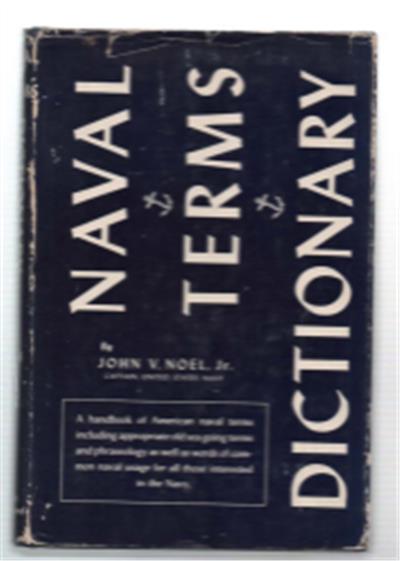 NAVAL
TERMS
DICTIONARY
By
JOHN V. NOEL, Jr.
CAPTAIN, UNITED STATES NAVY
A handbook of American naval terms
including appropriate old sea going terms
and phraseology as well as words of com-
mon naval usage for all those interested
in the Navy.